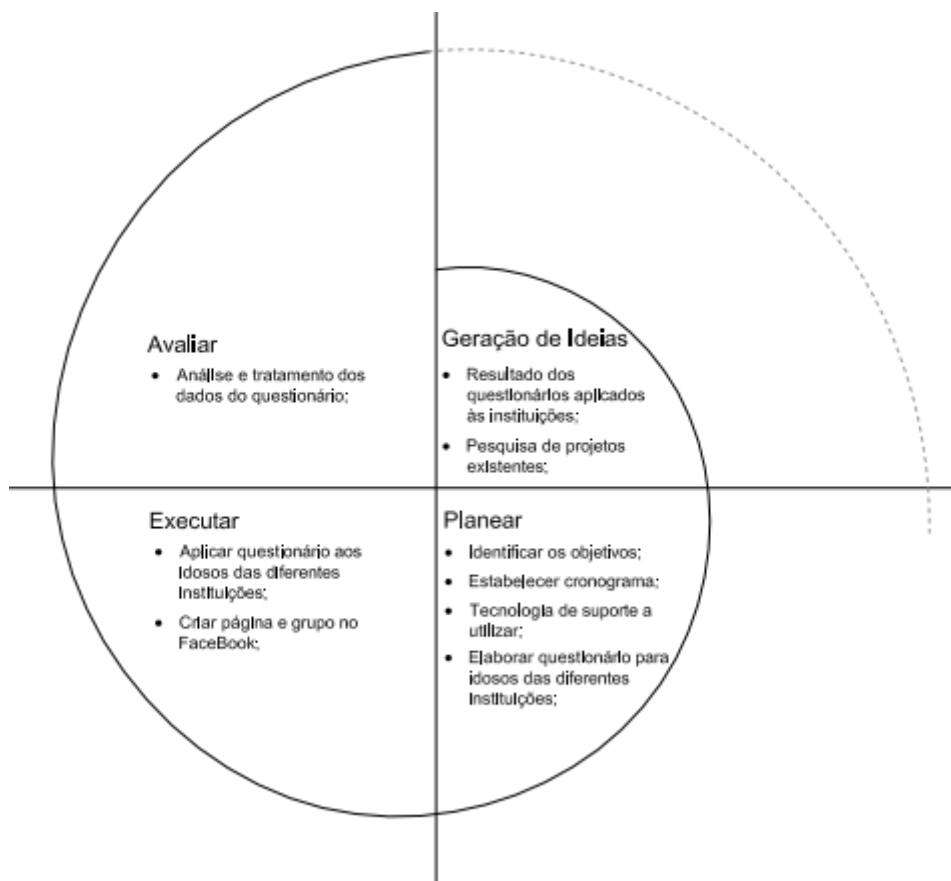 Avaliar
• Análise e tratamento dos
dados do questionário;
Geração de Ideias
• Resultado dos
questionários aplicados
às instituições;
• Pesquisa de projetos
existentes;
Executar
• Aplicar questionário aos
idosos das diferentes
Instituições;
• Criar página e grupo no
FaceBook;
Planear
• Identificar os objetivos;
• Estabelecer cronograma;
• Tecnologia de suporte a
utilizar;
• Elaborar questionário para
idosos das diferentes
Instituições;